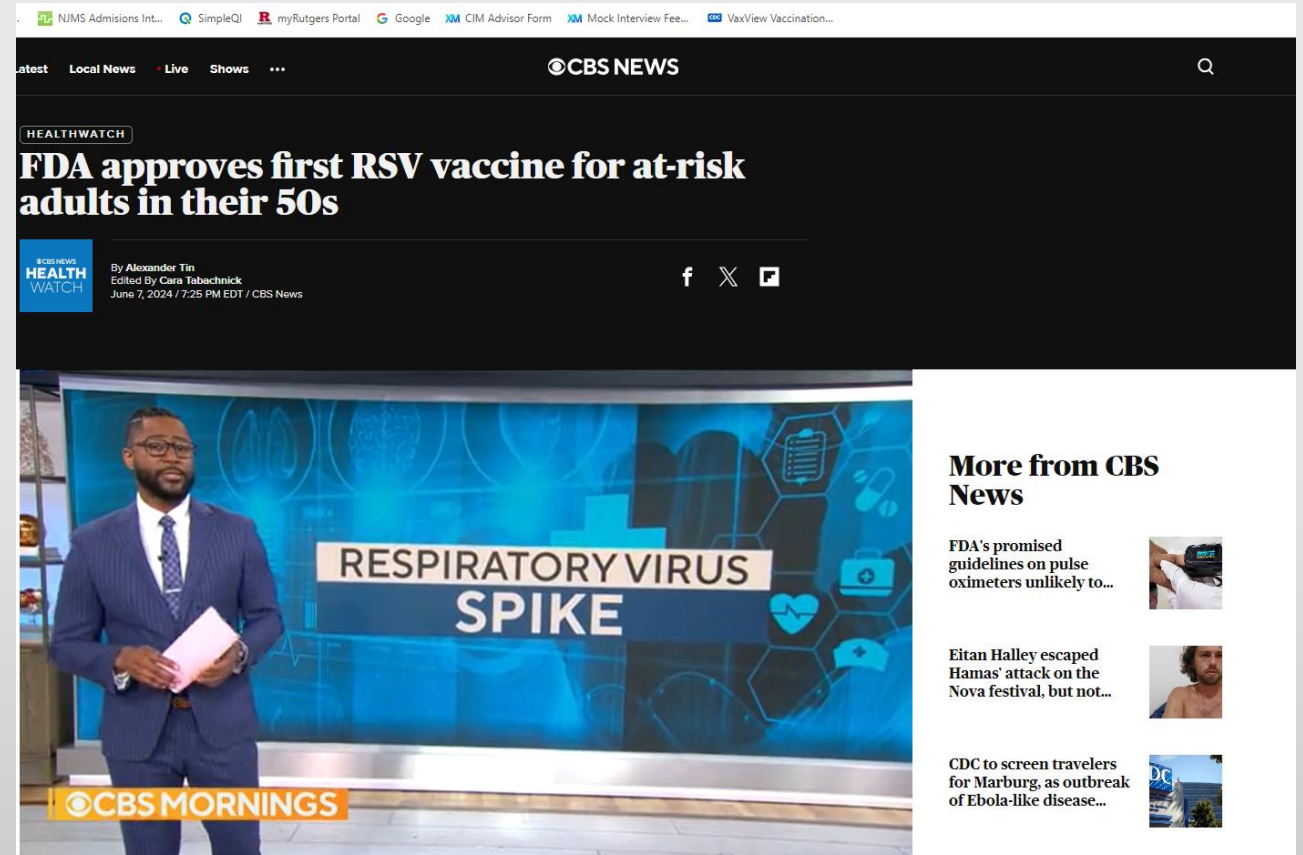 NJMS Admisions Int...
SimpleQI
myRutgers Portal
Google
CIM Advisor Form
Mock Interview Fee...
VaxView Vaccination...
Local News
Live
Shows
CBS NEWS
HEALTHWATCH
FDA approves first RSV vaccine for at-risk
adults in their 50s
CBS NEWS
HEALTH
WATCH
By Alexander Tin
Edited By Cara Tabachnick
June 7, 2024 / 7:25 PM EDT / CBS News
RESPIRATORY VIRUS
SPIKE
CBS MORNINGS
More from CBS
News
FDA's promised
guidelines on pulse
oximeters unlikely to...
Eitan Halley escaped
Hamas' attack on the
Nova festival, but not...
CDC to screen travelers
for Marburg, as outbreak
of Ebola-like disease...